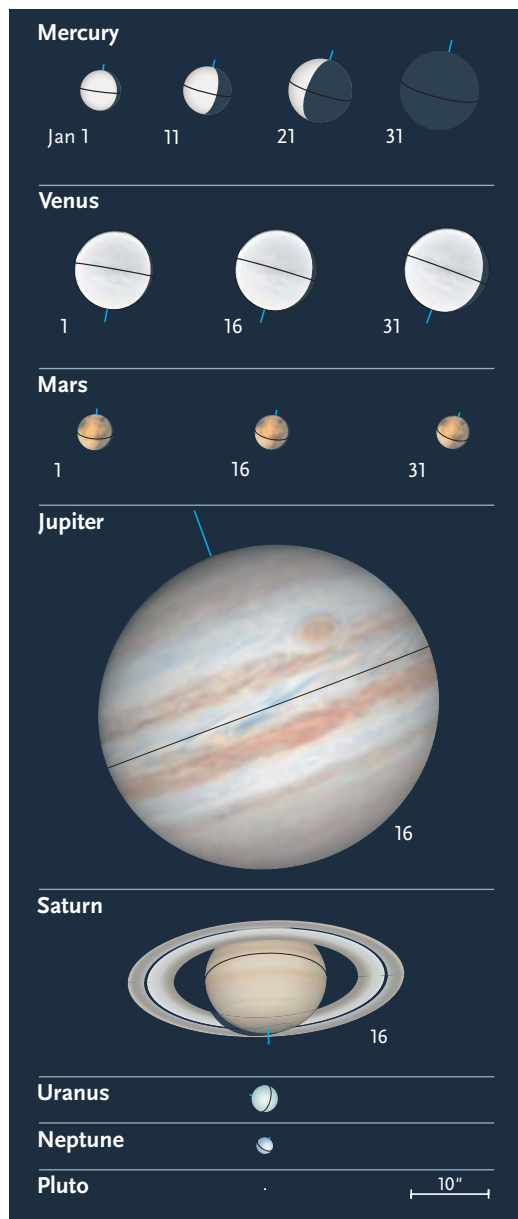 Mercury
Jan 1 11 21 31
Venus
1 16 31
Mars
1 16 31
Jupiter
16
Saturn
16
Uranus
Neptune
Pluto 10"